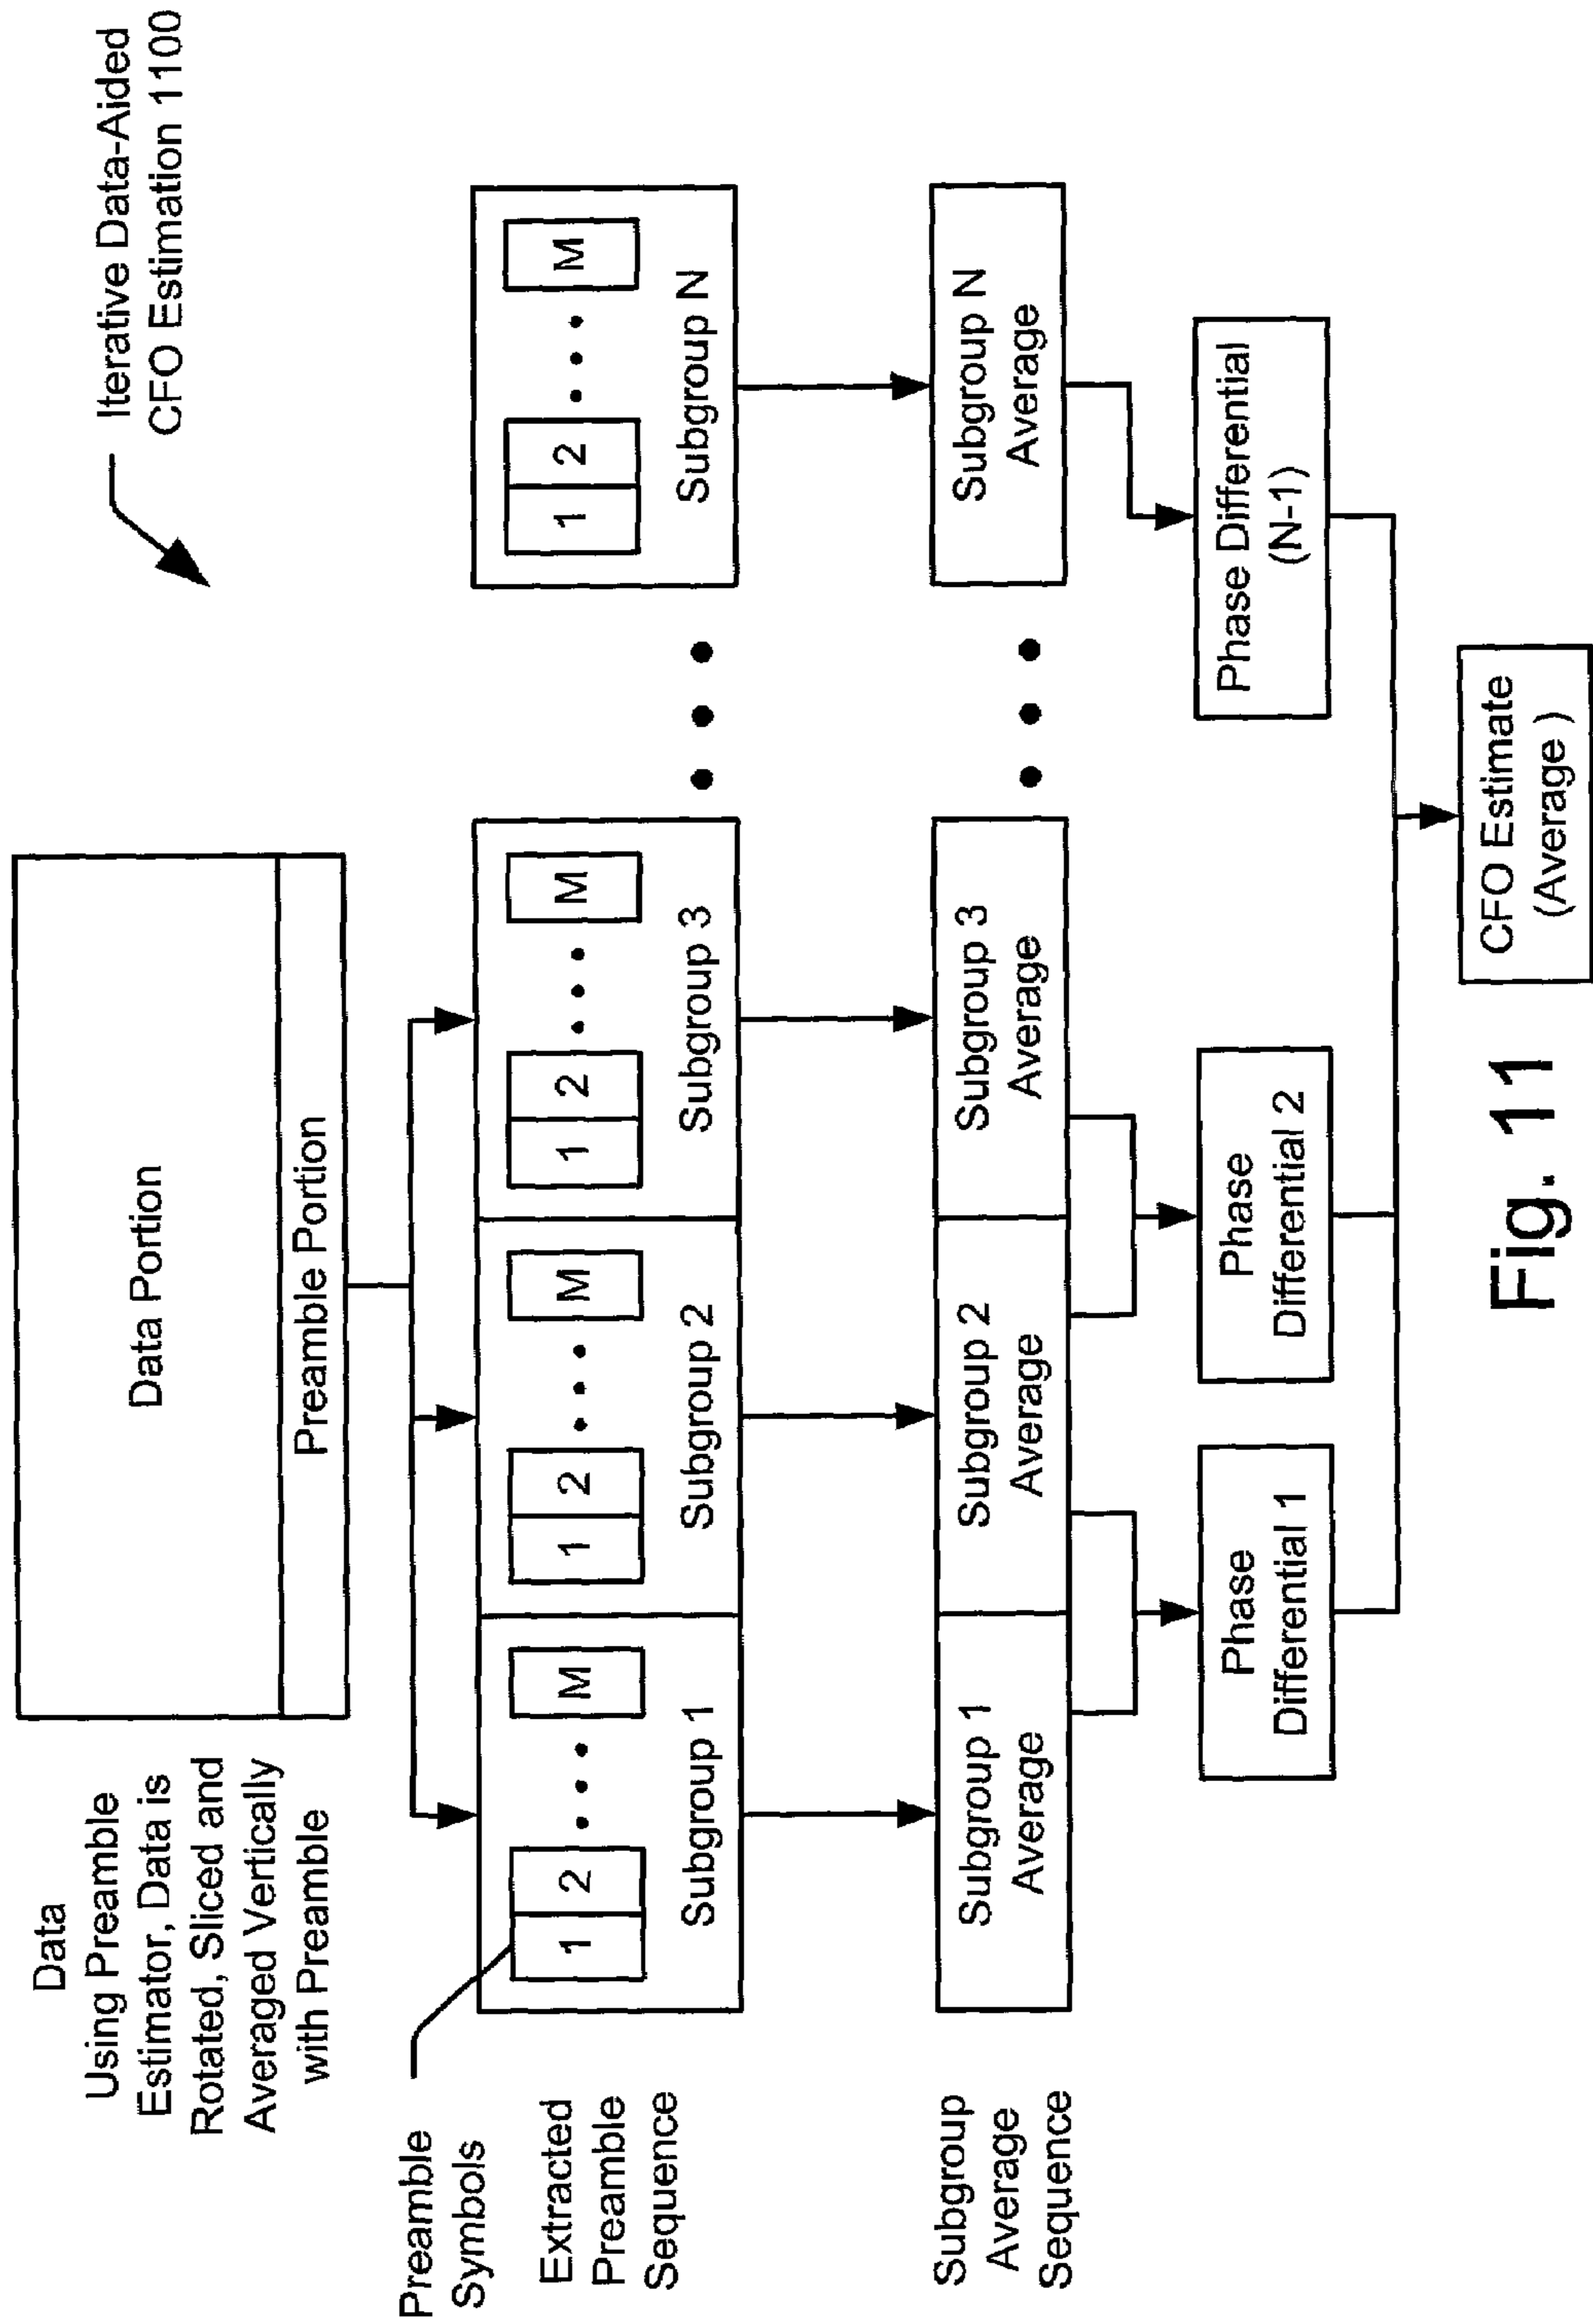 Iterative Data-Aided
CFO Estimation 1100
Data
Using Preamble
Estimator, Data is
Rotated, Sliced and
Averaged Vertically
with Preamble
Data Portion
Preamble Portion
Preamble
Symbols
Extracted
Preamble
Sequence
1 2 M
Subgroup 1
1 2 M
Subgroup 2
1 2 M
Subgroup 3
1 2 M
Subgroup N
Subgroup
Average
Sequence
Subgroup 1
Average
Subgroup 2
Average
Subgroup 3
Average
Subgroup N
Average
Phase
Differential 1
Phase
Differential 2
Phase Differential
(N-1)
CFO Estimate
(Average )
Fig. 11